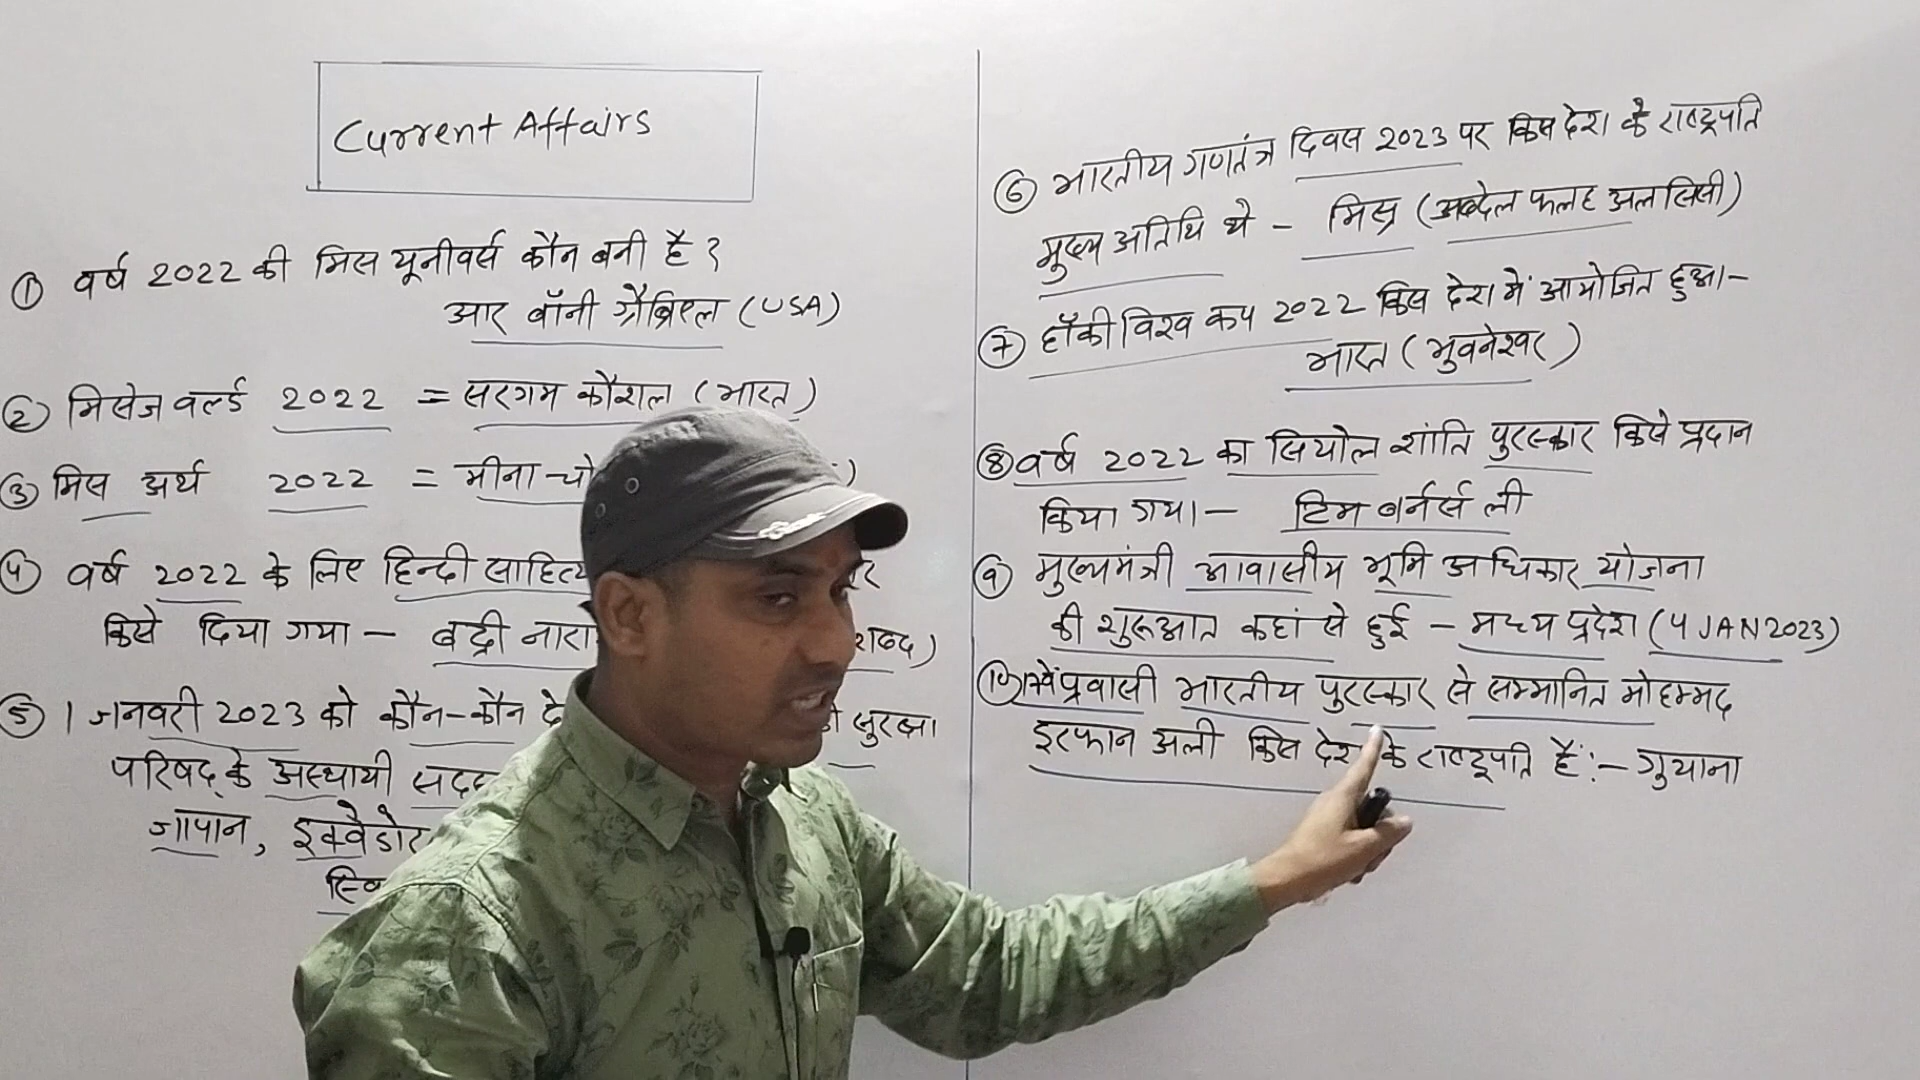 Current Affairs
① वर्ष 2022 की मिस यूनीवर्स कौन बनी है ?
आर बॉनी ग्रैब्रिएल (USA)
② मिसेज वर्ल्ड 2022 = सरगम कौशल (भारत)
③ मिस अर्थ 2022 = मीना-चो
④ वर्ष 2022 के लिए हिन्दी साहित्य
किसे दिया गया — बद्री नारा शब्द)
⑤ 1 जनवरी 2023 को कौन-कौन दे सुरक्षा
परिषद् के अस्थायी सदस्
जापान, इक्वेडोर
स्वि
⑥ भारतीय गणतंत्र दिवस 2023 पर किस देश के राष्ट्रपति
मुख्य अतिथि थे - मिस्र (अब्देल फतह अल सिसी)
⑦ हॉकी विश्व कप 2022 किस देश में आयोजित हुआ-
भारत (भुवनेश्वर)
⑧ वर्ष 2022 का सियोल शांति पुरस्कार किसे प्रदान
किया गया- टिम बर्नर्स ली
⑨ मुख्यमंत्री आवासीय भूमि अधिकार योजना
की शुरूआत कहां से हुई - मध्य प्रदेश (4 JAN 2023)
⑩ 17वें प्रवासी भारतीय पुरस्कार से सम्मानित मोहम्मद
इरफान अली किस देश के राष्ट्रपति हैं:- गुयाना